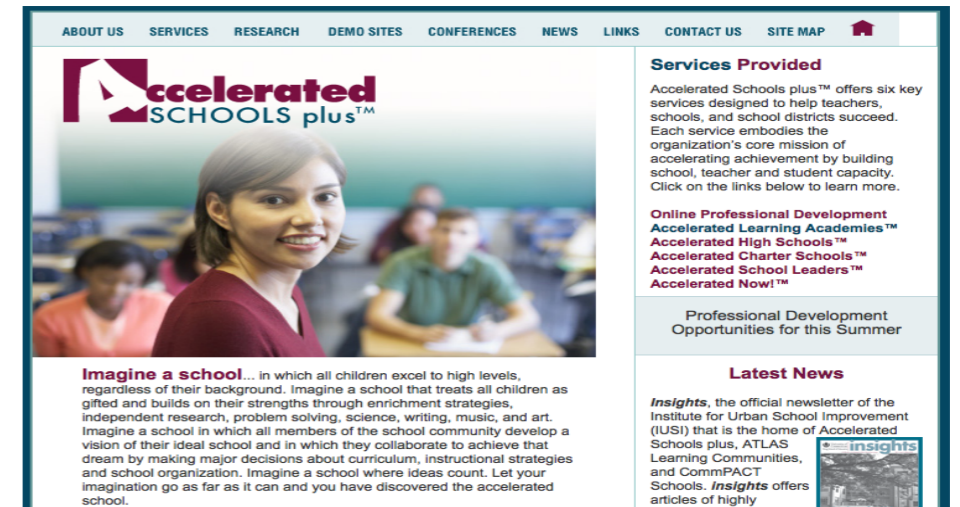 ABOUT US SERVICES RESEARCH DEMO SITES CONFERENCES NEWS LINKS CONTACT US SITE MAP
Accelerated
SCHOOLS plus™
Imagine a school... in which all children excel to high levels,
regardless of their background. Imagine a school that treats all children as
gifted and builds on their strengths through enrichment strategies,
independent research, problem solving, science, writing, music, and art.
Imagine a school in which all members of the school community develop a
vision of their ideal school and in which they collaborate to achieve that
dream by making major decisions about curriculum, instructional strategies
and school organization. Imagine a school where ideas count. Let your
imagination go as far as it can and you have discovered the accelerated
school.
Services Provided
Accelerated Schools plus™ offers six key
services designed to help teachers,
schools, and school districts succeed.
Each service embodies the
organization's core mission of
accelerating achievement by building
school, teacher and student capacity.
Click on the links below to learn more.
Online Professional Development
Accelerated Learning Academies™
Accelerated High Schools™
Accelerated Charter Schools™
Accelerated School Leaders™
Accelerated Now!™
Professional Development
Opportunities for this Summer
Latest News
Insights, the official newsletter of the
Institute for Urban School Improvement
(IUSI) that is the home of Accelerated
Schools plus, ATLAS
Learning Communities,
and CommPACT
Schools. Insights offers
articles of highly
insights